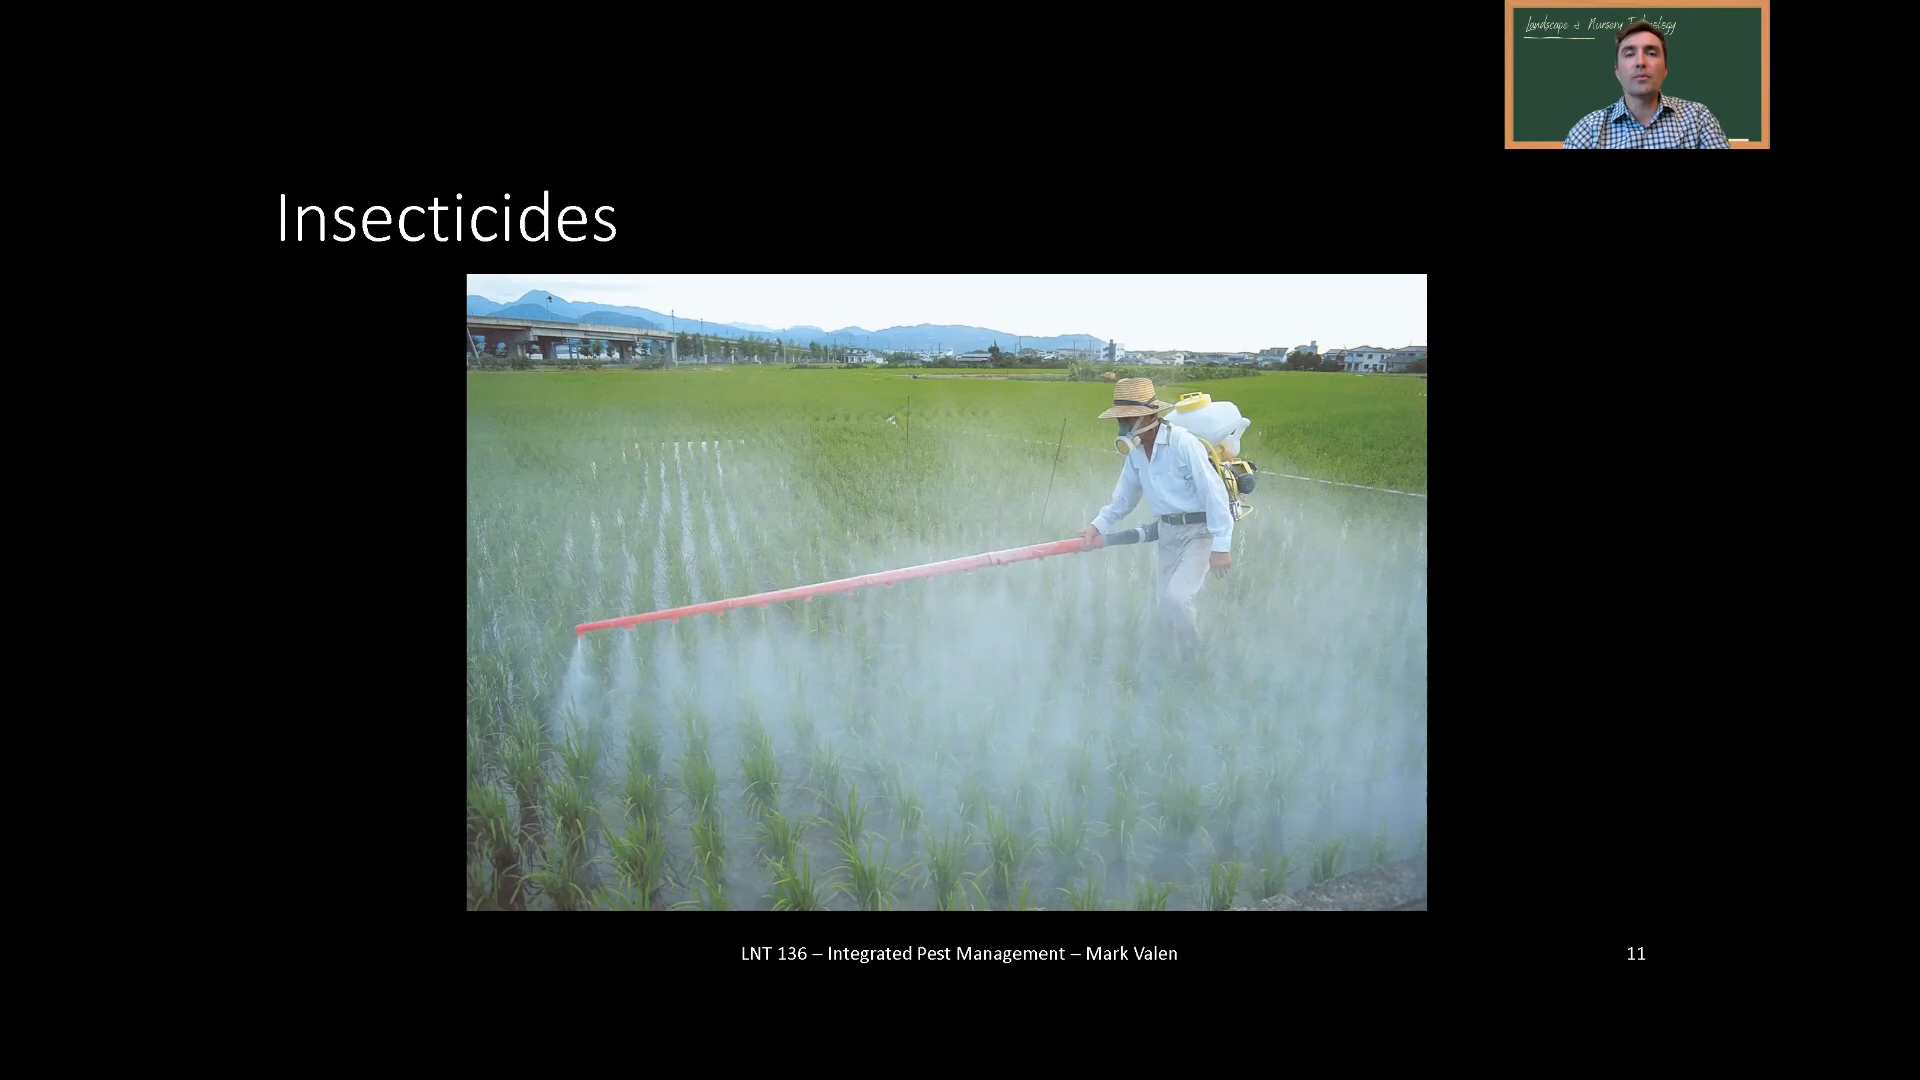 Landscape & Nursery Technology
Insecticides
LNT 136 – Integrated Pest Management – Mark Valen
11